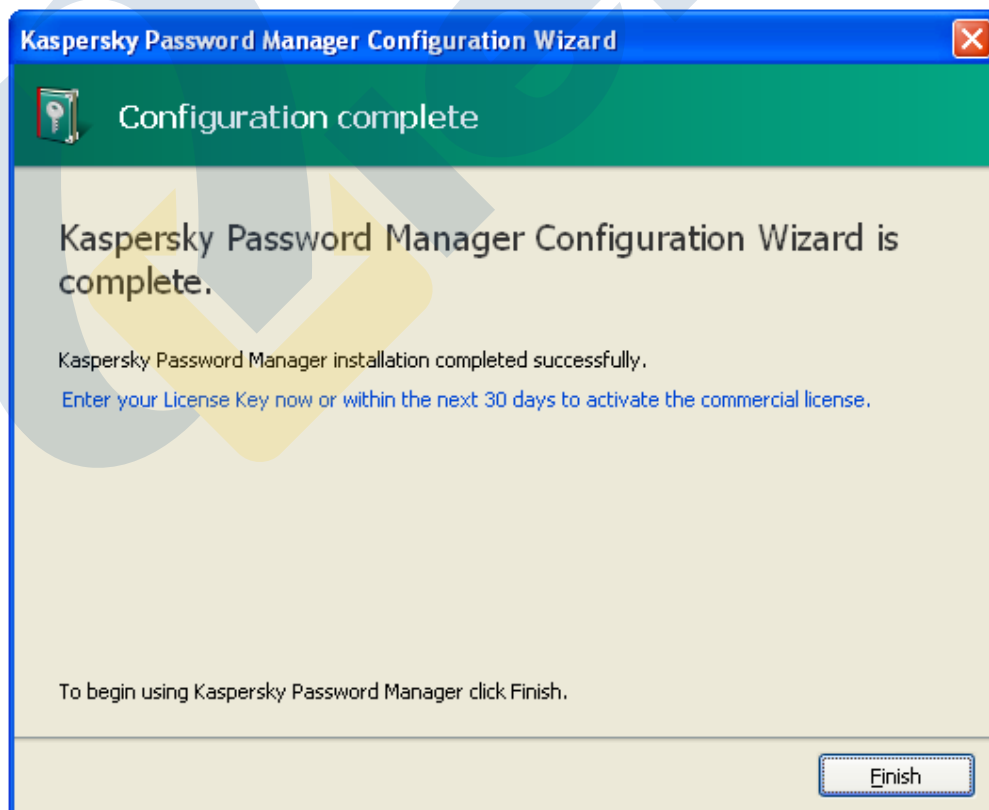 Kaspersky Password Manager Configuration Wizard
Configuration complete
Kaspersky Password Manager Configuration Wizard is
complete.
Kaspersky Password Manager installation completed successfully.
Enter your License Key now or within the next 30 days to activate the commercial license.
To begin using Kaspersky Password Manager click Finish.
Finish